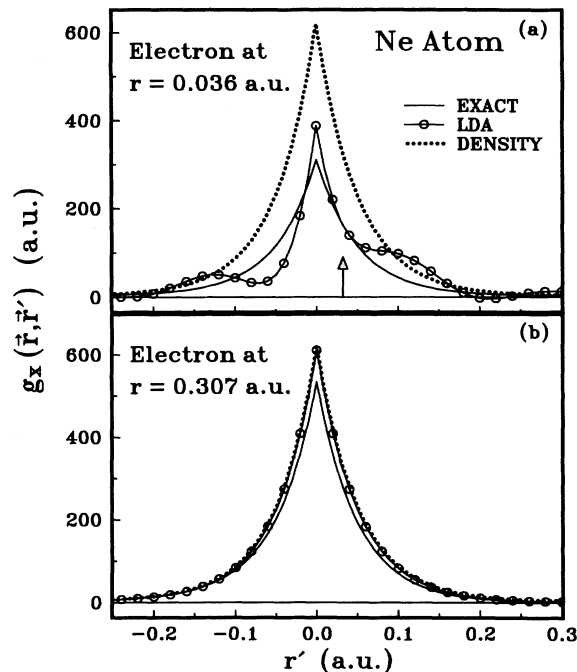 600
400
200
0
(a)
Electron at
r = 0.036 a.u.
Ne Atom
EXACT
LDA
DENSITY
g_x(r⃗,r⃗′) (a.u.)
(b)
Electron at
r = 0.307 a.u.
600
400
200
0
−0.2 −0.1 0.0 0.1 0.2 0.3
r′ (a.u.)